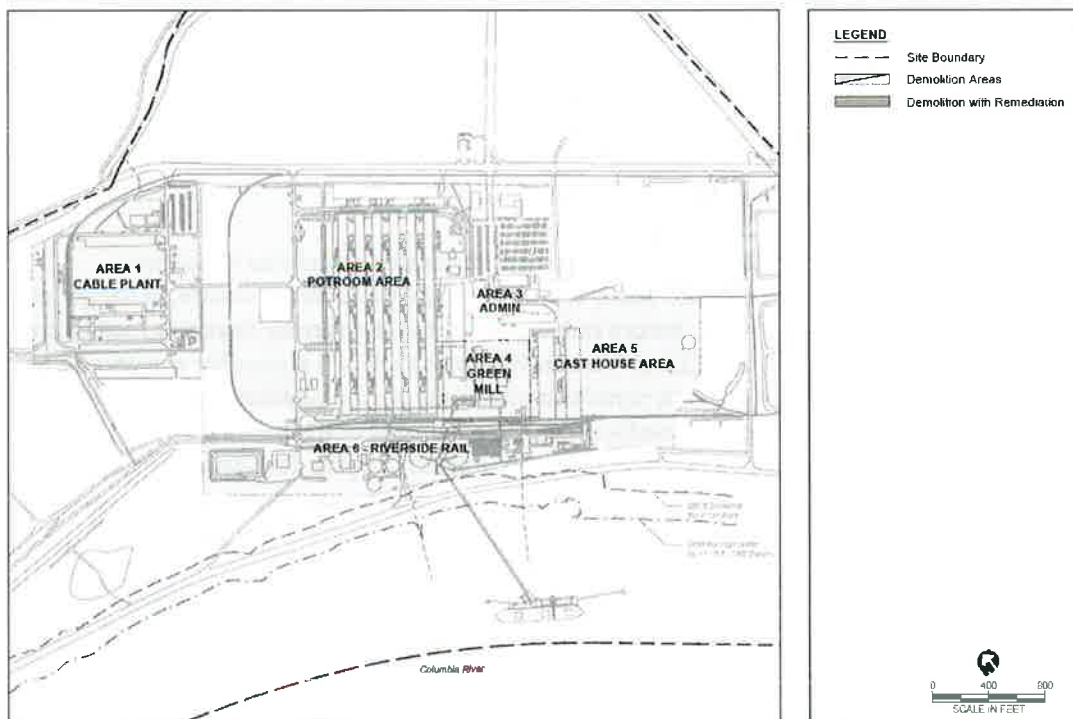 LEGEND
Site Boundary
Demolition Areas
Demolition with Remediation
AREA 1
CABLE PLANT
AREA 2
POTROOM AREA
AREA 3
ADMIN
AREA 4
GREEN
MILL
AREA 5
CAST HOUSE AREA
AREA 6 - RIVERSIDE RAIL
Columbia River
0 400 800
SCALE IN FEET